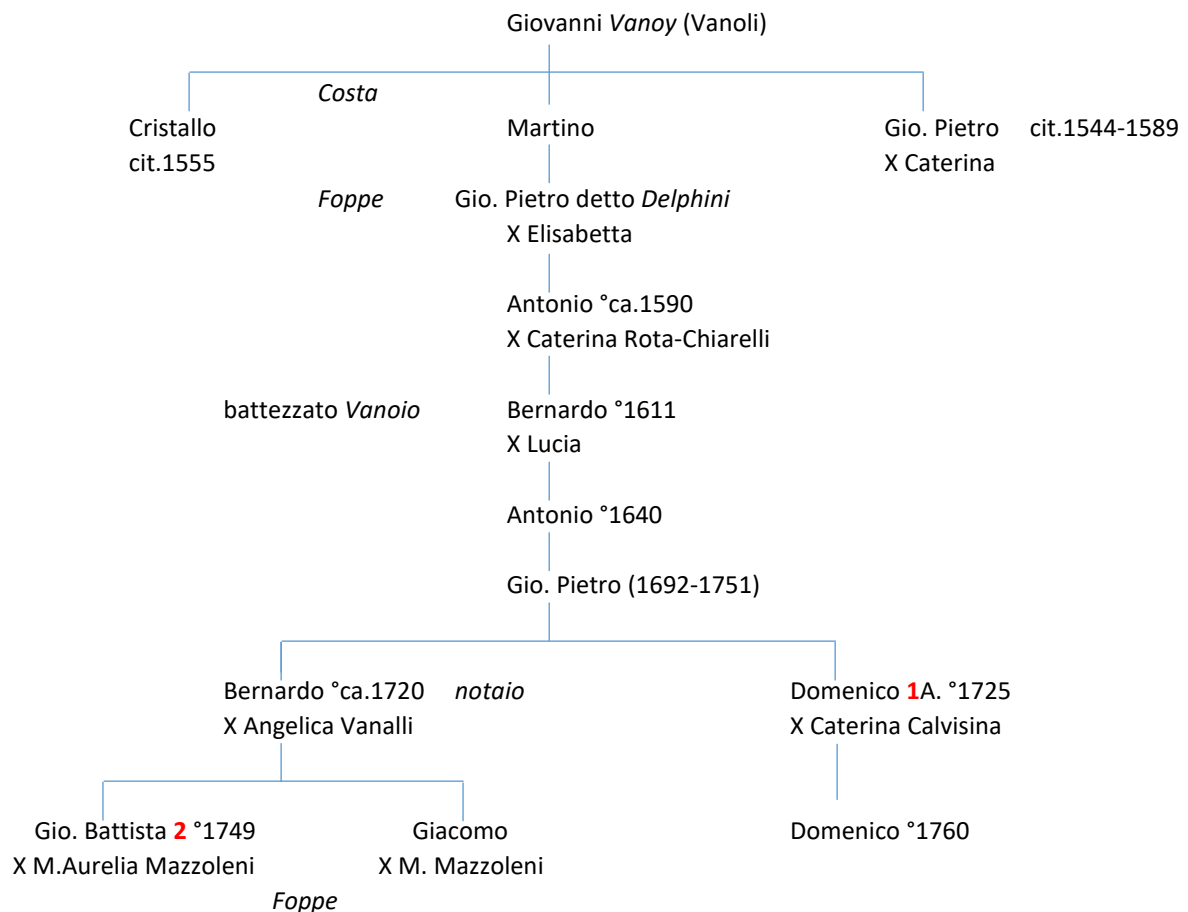 Giovanni Vanoy (Vanoli)
Costa
Cristallo Martino Gio. Pietro cit.1544-1589
cit.1555 X Caterina
Foppe Gio. Pietro detto Delphini
X Elisabetta
Antonio °ca.1590
X Caterina Rota-Chiarelli
battezzato Vanoio Bernardo °1611
X Lucia
Antonio °1640
Gio. Pietro (1692-1751)
Bernardo °ca.1720 notaio Domenico 1A. °1725
X Angelica Vanalli X Caterina Calvisina
Gio. Battista 2 °1749 Giacomo Domenico °1760
X M.Aurelia Mazzoleni X M. Mazzoleni
Foppe